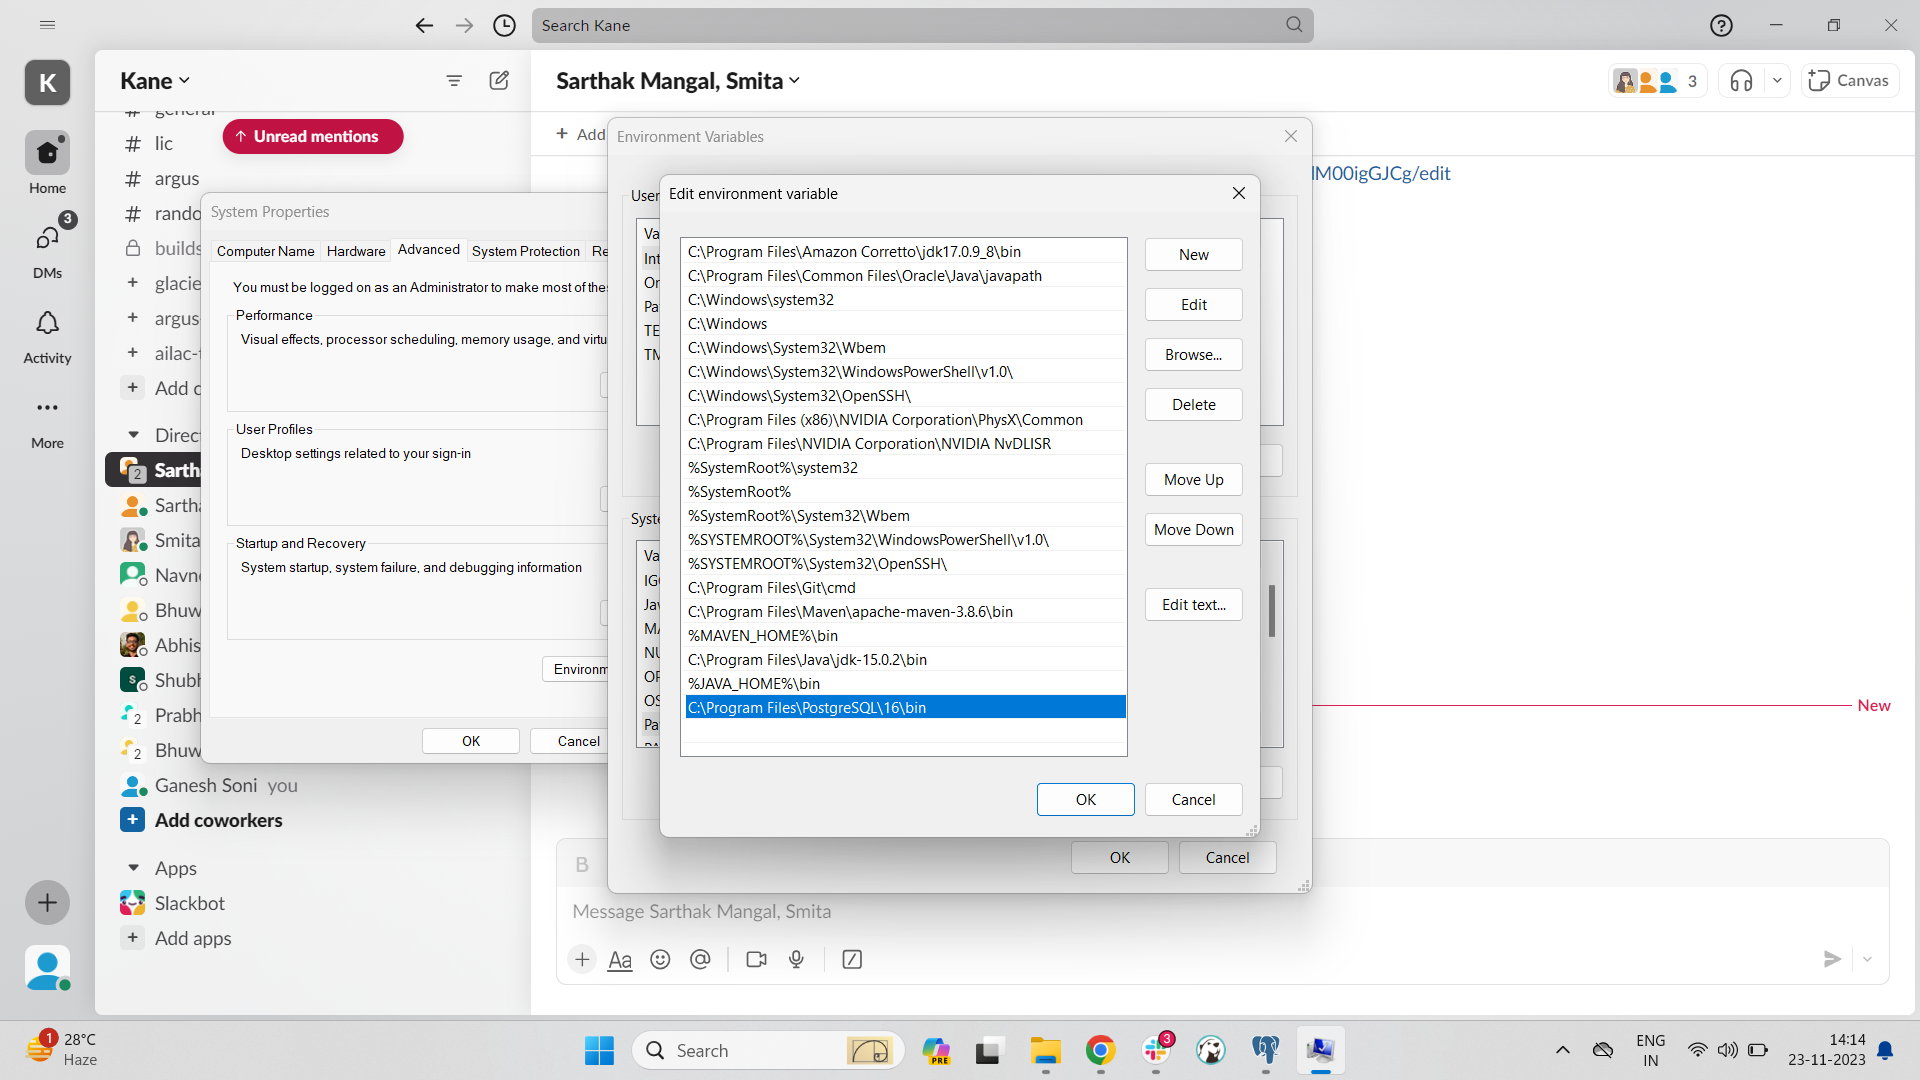 Search Kane
K
Home
3
DMs
Activity
More
Kane
general
lic
Unread mentions
argus
rando
builds
glacie
argus
ailac-
Add c
Direc
2
Sarth
Sartha
Smita
Navne
Bhuw
Abhis
S
Shubh
2
Prabh
2
Bhuw
Ganesh Soni you
Add coworkers
Apps
Slackbot
Add apps
Sarthak Mangal, Smita
3
Canvas
Add
lM00igGJCg/edit
New
B
Message Sarthak Mangal, Smita
Aa
System Properties
Computer Name
Hardware
Advanced
System Protection
Re
You must be logged on as an Administrator to make most of the
Performance
Visual effects, processor scheduling, memory usage, and virtu
User Profiles
Desktop settings related to your sign-in
Startup and Recovery
System startup, system failure, and debugging information
Environm
OK
Cancel
Environment Variables
User
Va
Int
On
Pa
TE
TM
Syste
Va
IG
Ja
MA
NU
OF
OS
Pa
OK
Cancel
Edit environment variable
C:\Program Files\Amazon Corretto\jdk17.0.9_8\bin
C:\Program Files\Common Files\Oracle\Java\javapath
C:\Windows\system32
C:\Windows
C:\Windows\System32\Wbem
C:\Windows\System32\WindowsPowerShell\v1.0\
C:\Windows\System32\OpenSSH\
C:\Program Files (x86)\NVIDIA Corporation\PhysX\Common
C:\Program Files\NVIDIA Corporation\NVIDIA NvDLISR
%SystemRoot%\system32
%SystemRoot%
%SystemRoot%\System32\Wbem
%SYSTEMROOT%\System32\WindowsPowerShell\v1.0\
%SYSTEMROOT%\System32\OpenSSH\
C:\Program Files\Git\cmd
C:\Program Files\Maven\apache-maven-3.8.6\bin
%MAVEN_HOME%\bin
C:\Program Files\Java\jdk-15.0.2\bin
%JAVA_HOME%\bin
C:\Program Files\PostgreSQL\16\bin
New
Edit
Browse...
Delete
Move Up
Move Down
Edit text...
OK
Cancel
1
28°C
Haze
Search
PRE
3
ENG
IN
14:14
23-11-2023